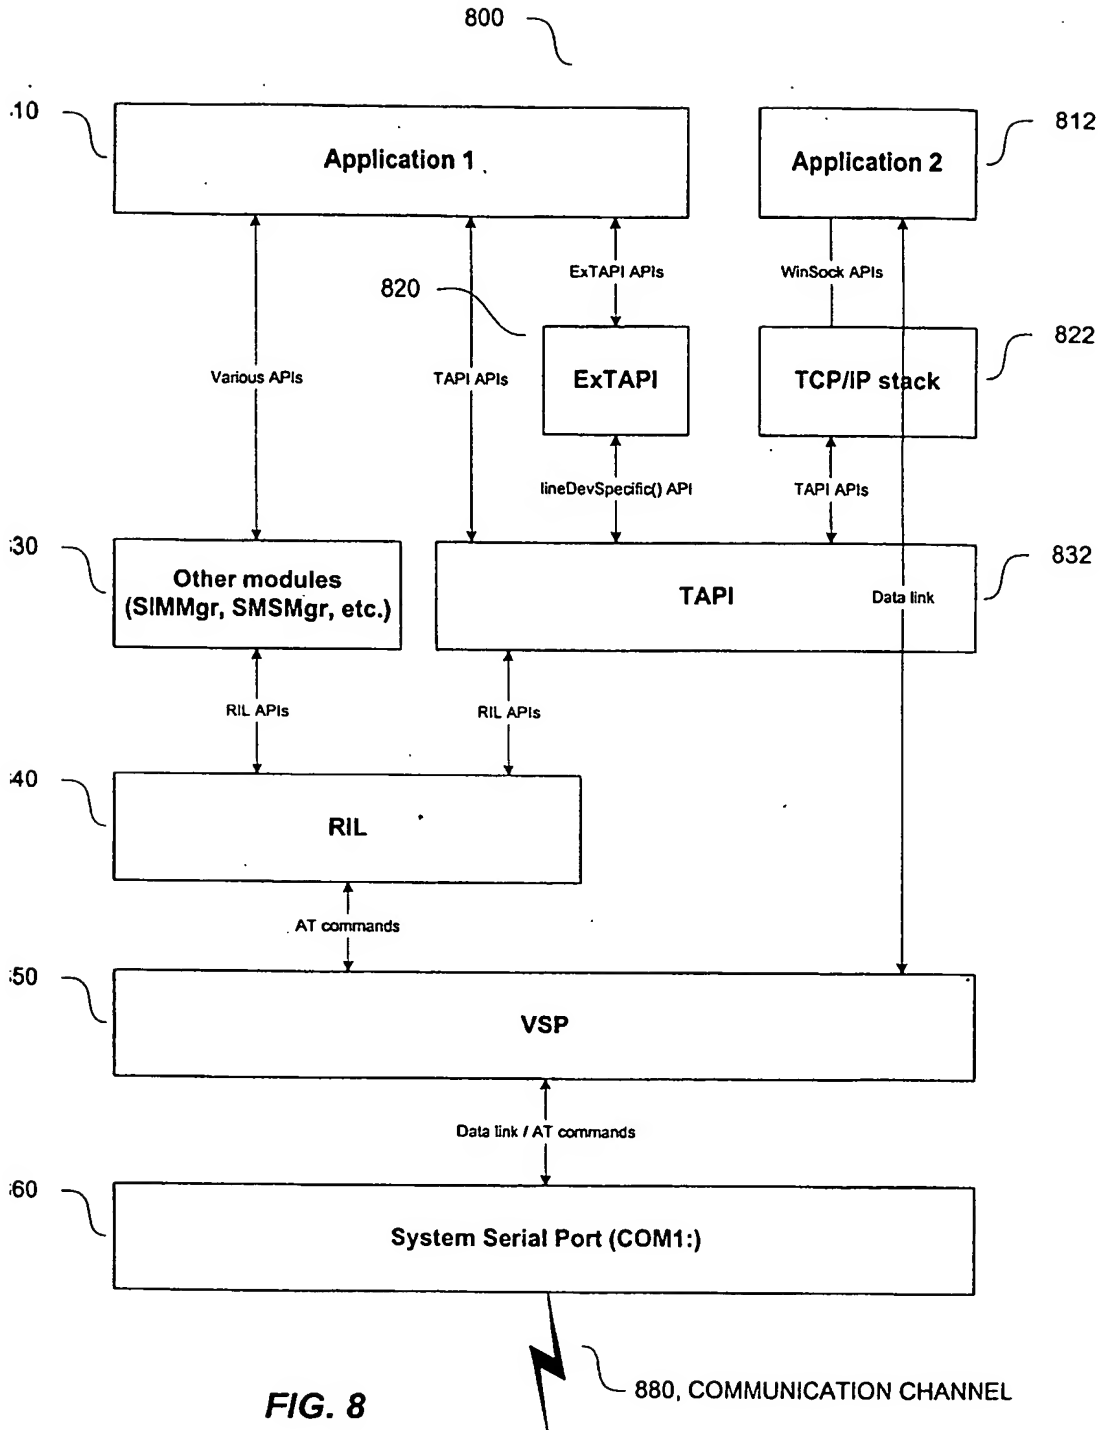 800
10
Application 1
Application 2
812
ExTAPI APIs
WinSock APIs
820
822
ExTAPI
TCP/IP stack
Various APIs
TAPI APIs
lineDevSpecific() API
TAPI APIs
30
832
Other modules
(SIMMgr, SMSMgr, etc.)
TAPI
Data link
RIL APIs
RIL APIs
40
RIL
AT commands
50
VSP
Data link / AT commands
60
System Serial Port (COM1:)
880, COMMUNICATION CHANNEL
FIG. 8